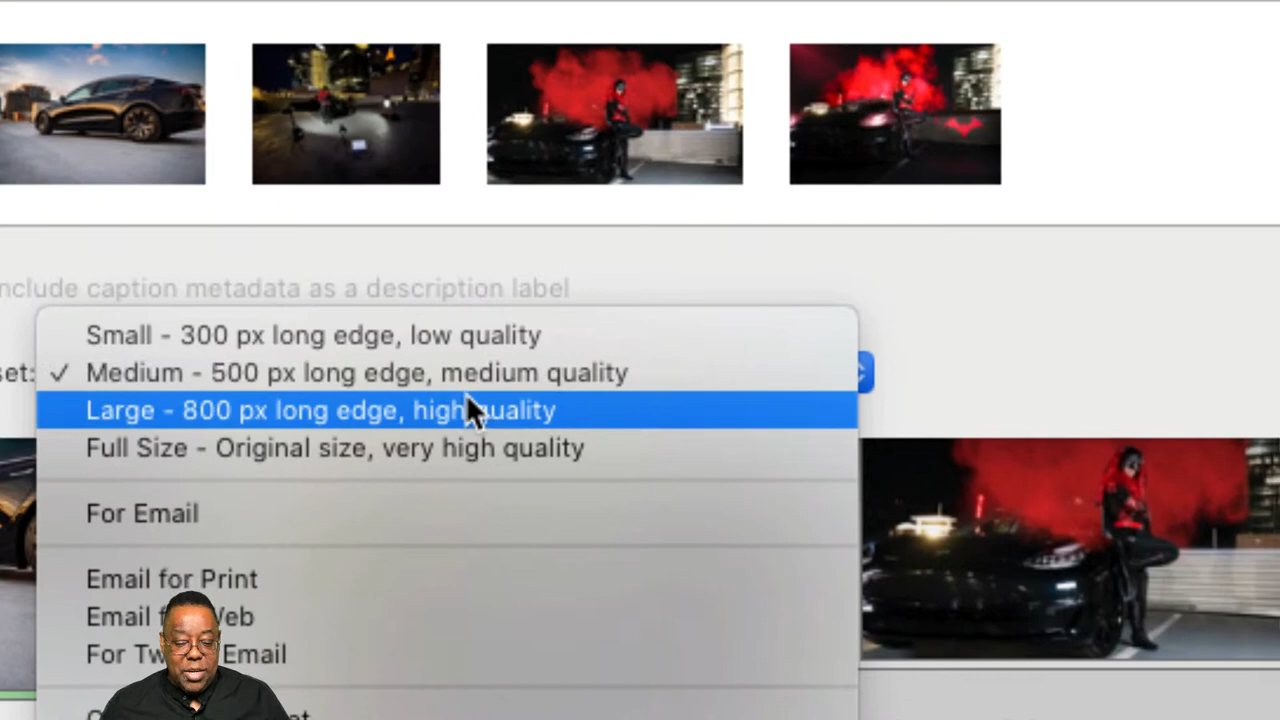 nclude caption metadata as a description label
Small - 300 px long edge, low quality
set: ✓ Medium - 500 px long edge, medium quality
Large - 800 px long edge, high quality
Full Size - Original size, very high quality
For Email
Email for Print
Email Web
For Email